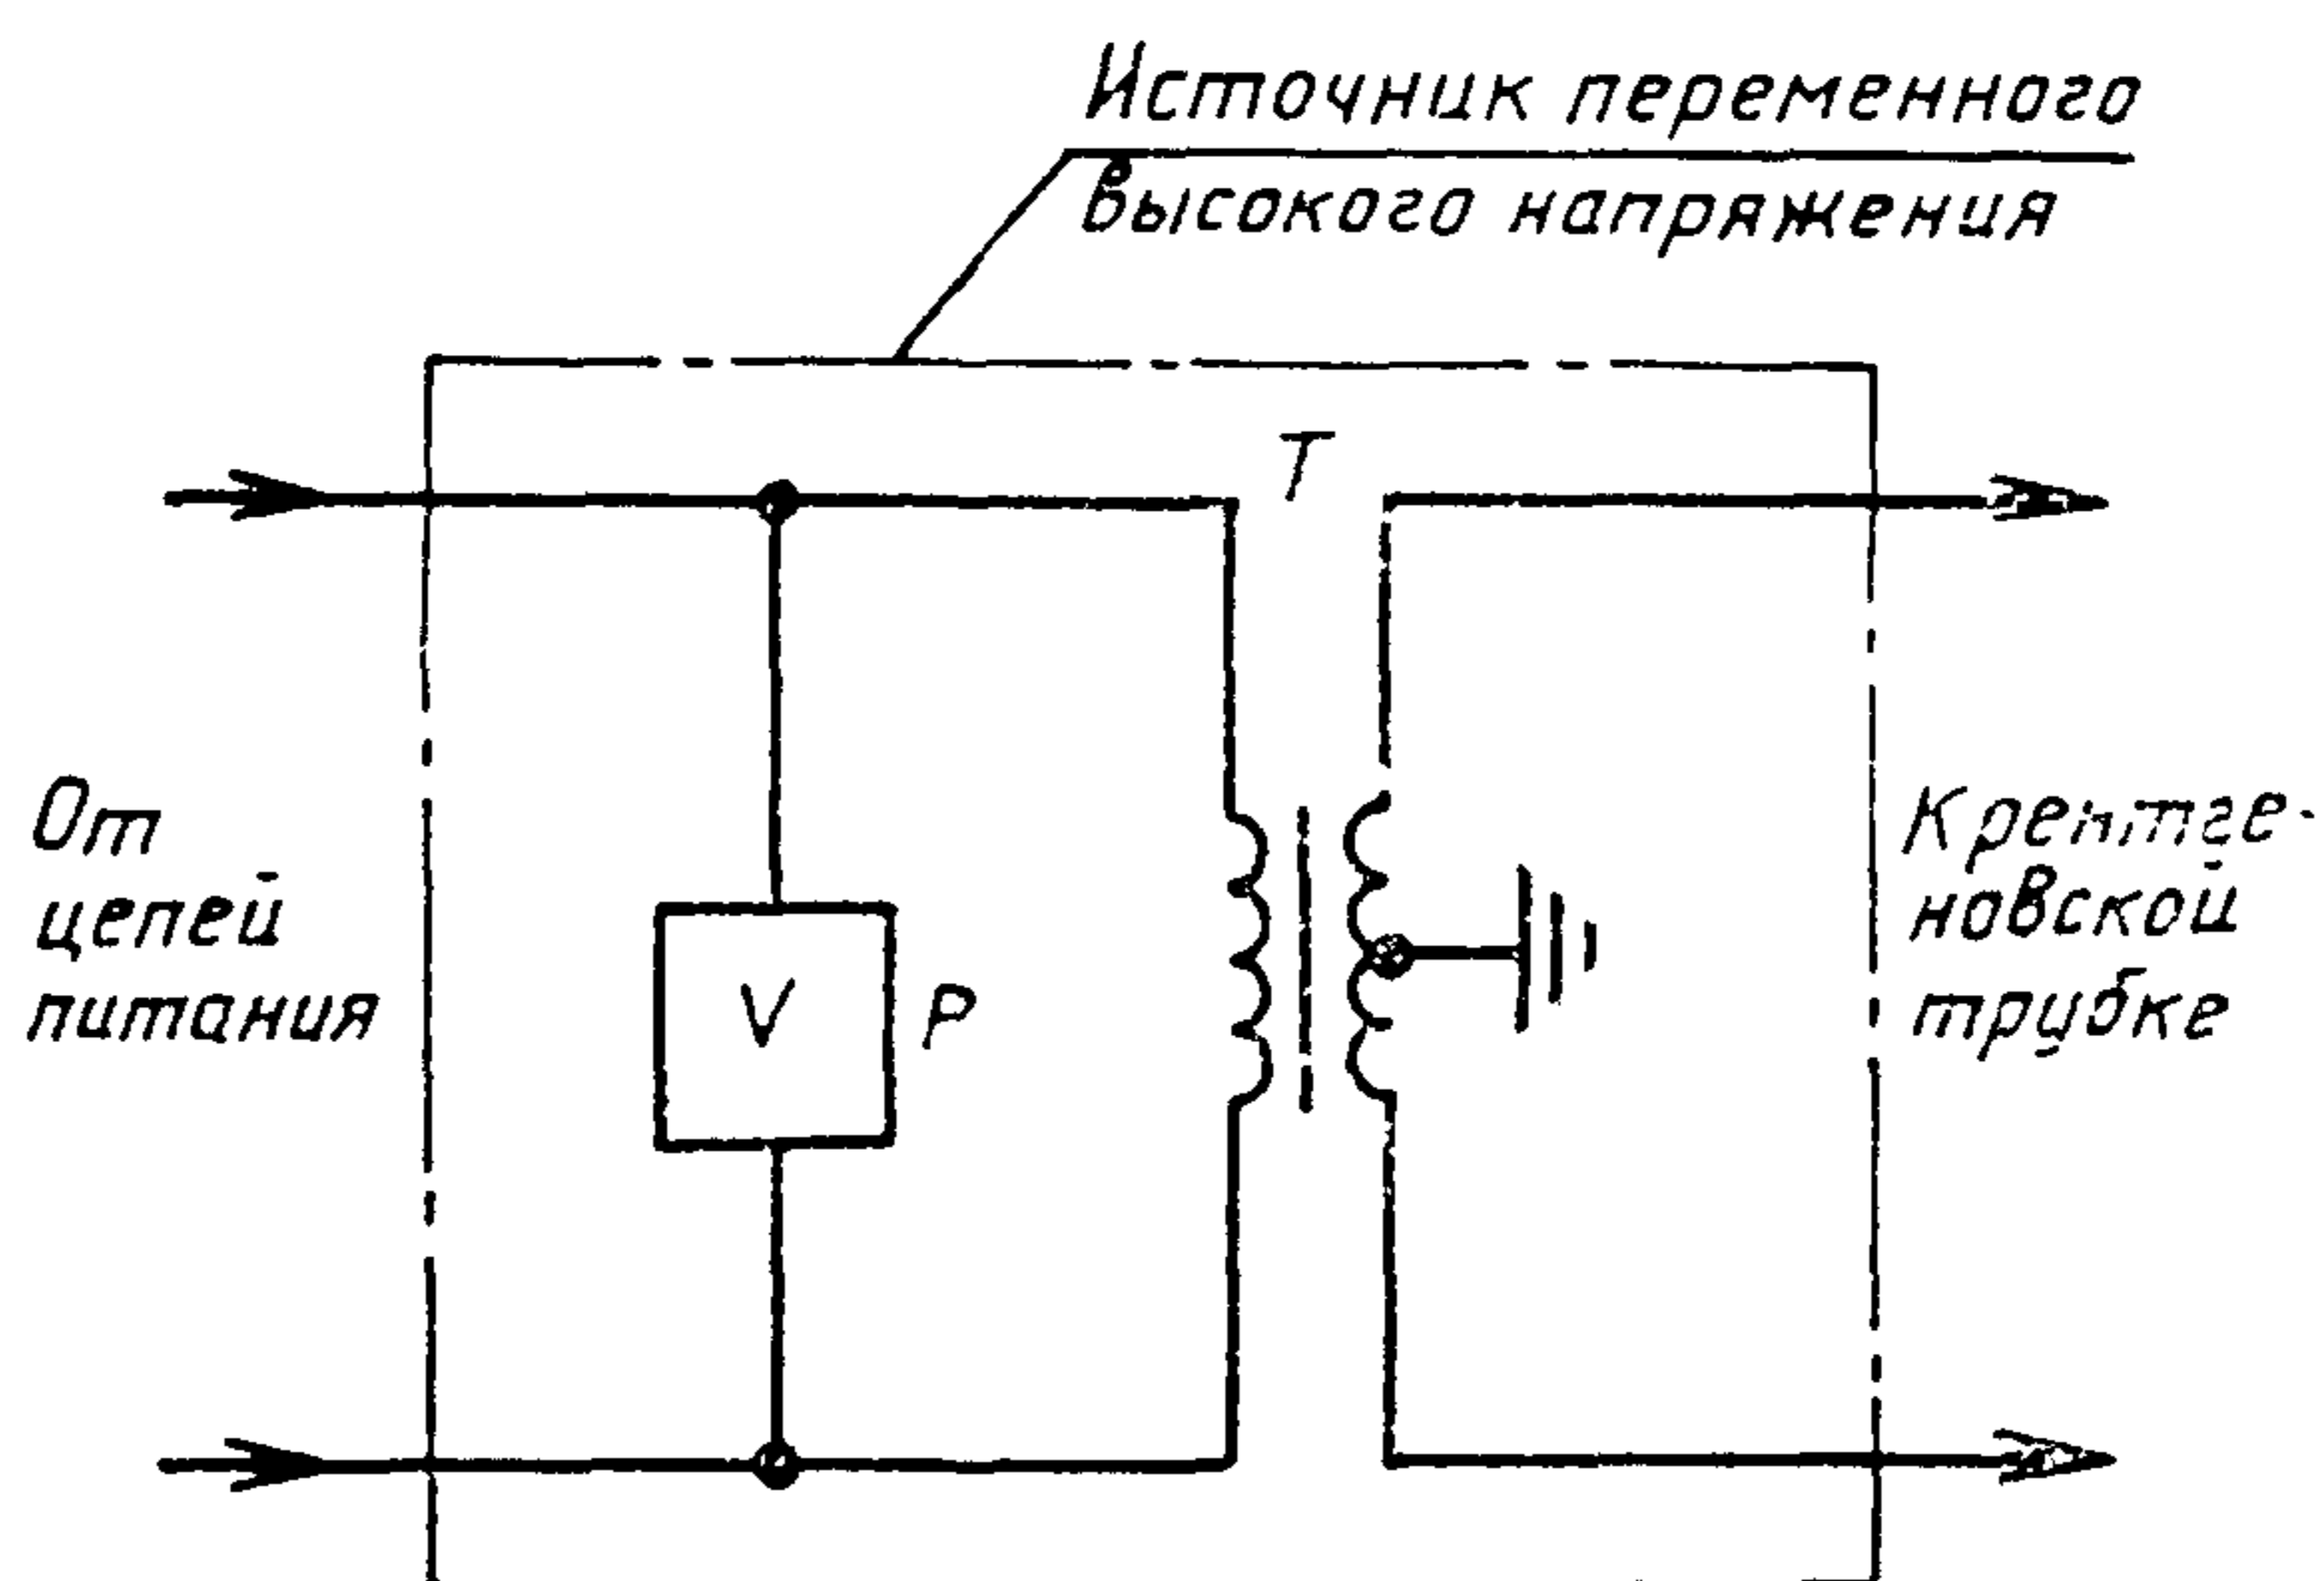 Источник переменного
высокого напряжения
T
От
цепей
питания
V
P
К рентге-
новской
трубке